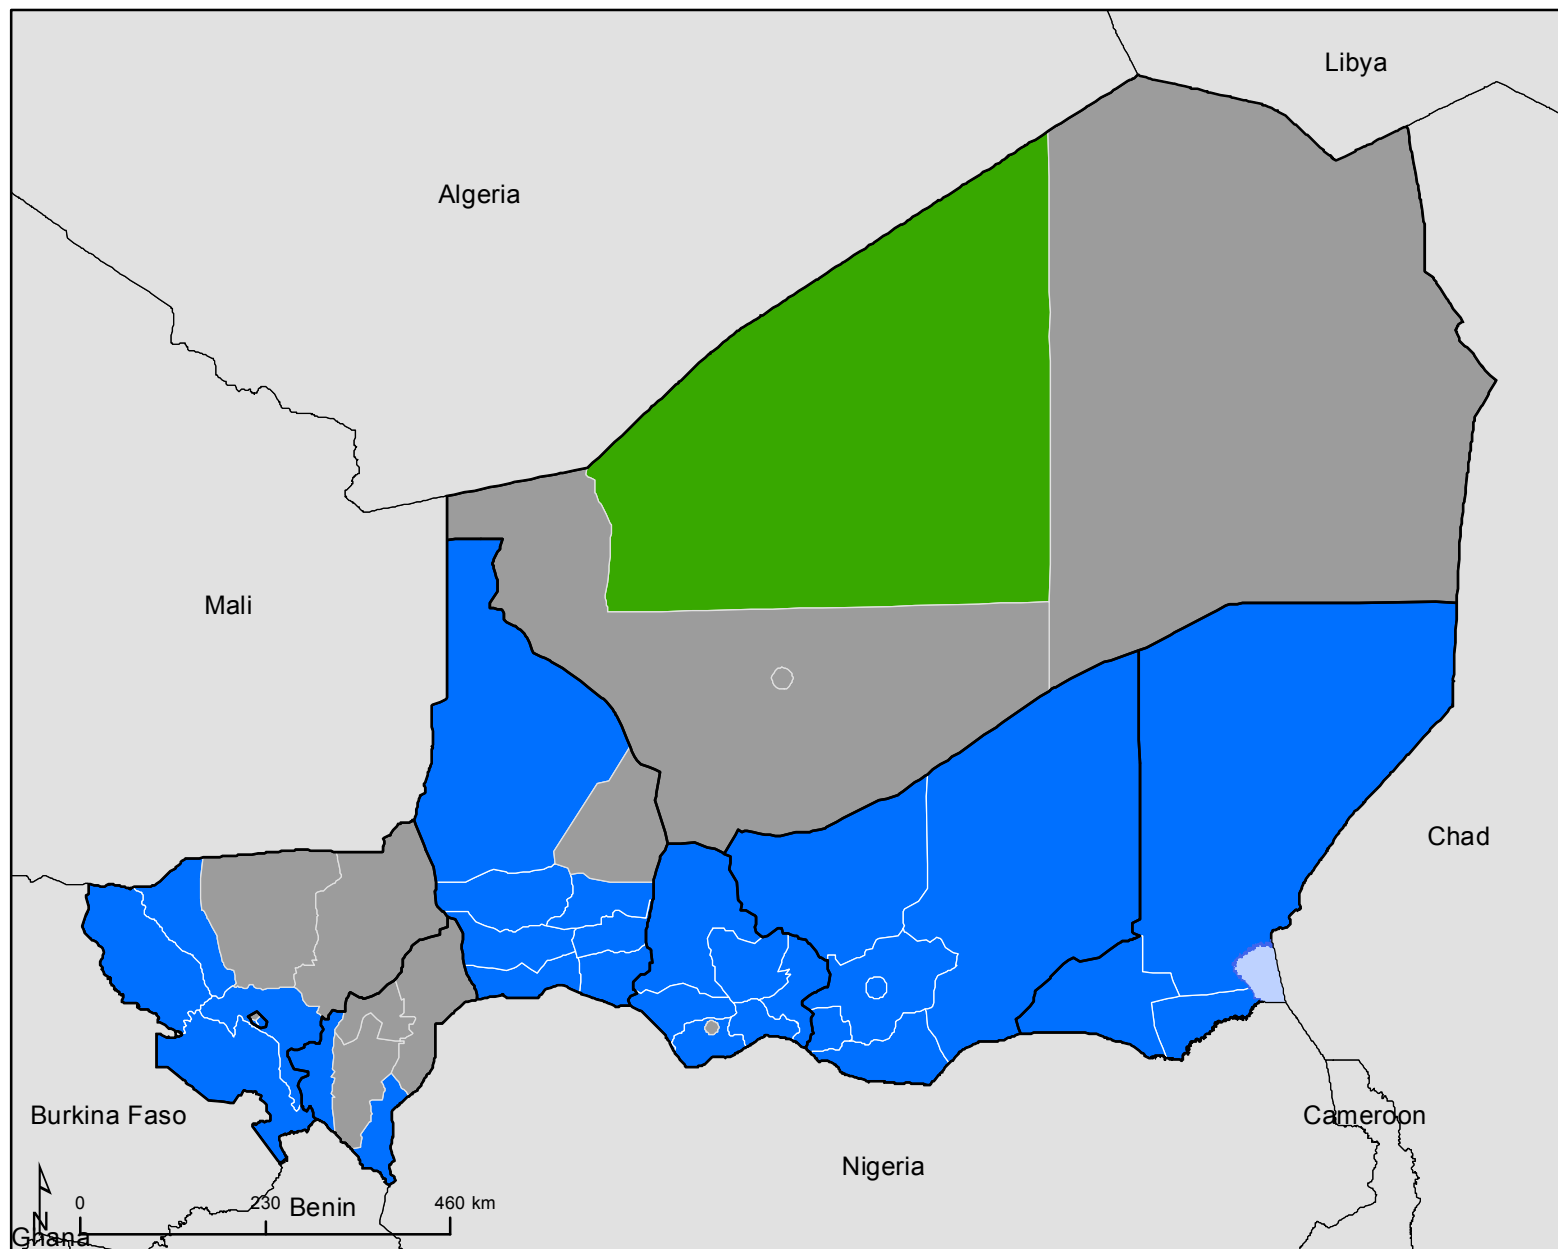 Libya
Algeria
Mali
Chad
Burkina Faso
Cameroon
Nigeria
0 230 460 km
Benin
N
Ghana